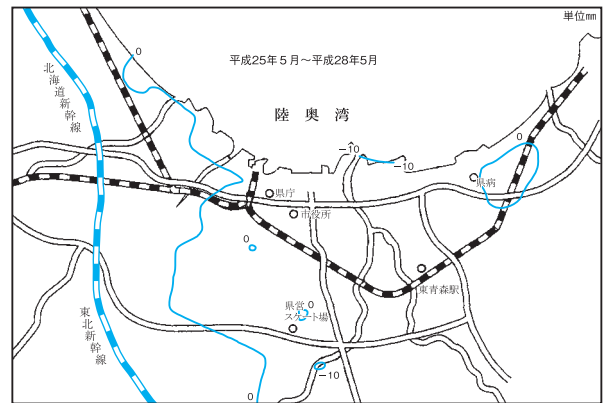 単位㎜
平成25年5月～平成28年5月
0
北海道新幹線
陸奥湾
0
-10
-10
県病
県庁
市役所
0
東青森駅
県営
スケート場
0
東北新幹線
-10
0